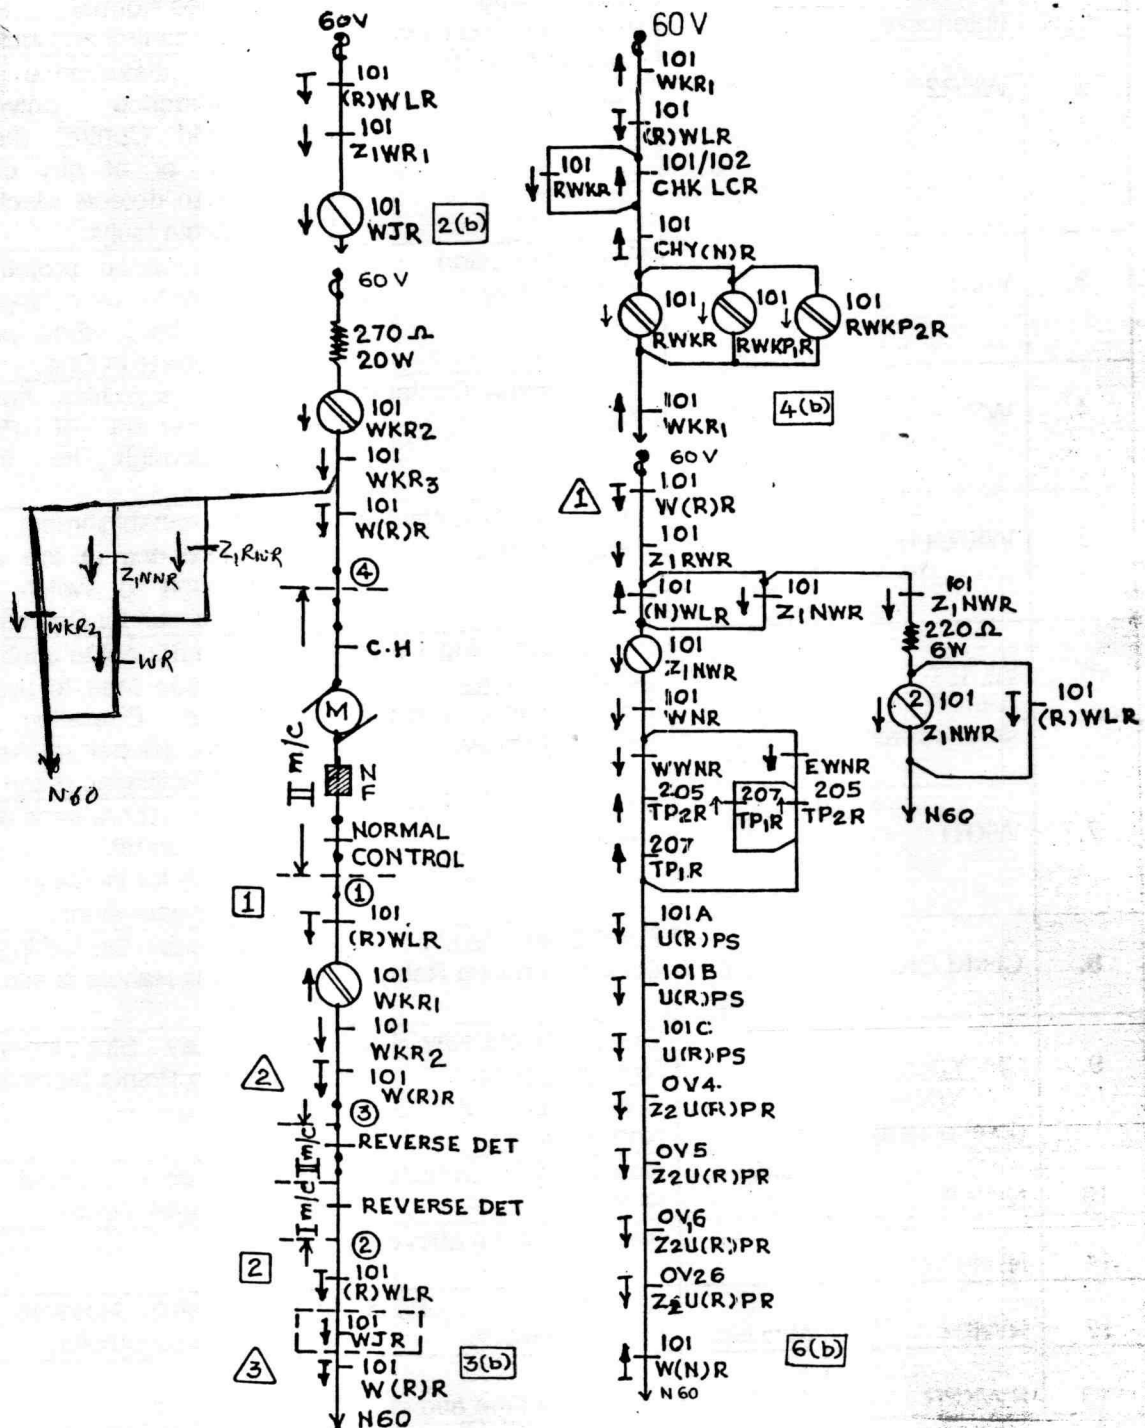 60V
101
(R)WLR
101
Z1WR1
101
WJR
2(b)
60V
270Ω
20W
101
WKR2
101
WKR3
101
W(R)R
Z1NWR
WKR2
WR
N60
4
C.H
M
II m/c
N
F
NORMAL
CONTROL
1
1
101
(R)WLR
101
WKR1
101
WKR2
2
101
W(R)R
3
II m/c
REVERSE DET
I m/c
REVERSE DET
2
2
101
(R)WLR
101
WJR
3
101
W(R)R
3(b)
N60
60V
101
WKR1
101
(R)WLR
101
RWKR
101/102
CHK LCR
101
CHY(N)R
101
RWKR
101
RWKP1R
101
RWKP2R
101
WKR1
4(b)
60V
1
101
W(R)R
101
Z1RWR
101
(N)WLR
101
Z1NWR
101
Z1NWR
220Ω
6W
101
Z1NWR
2
101
Z1NWR
101
(R)WLR
N60
101
WNR
WWNR
EWNR
205
TP2R
207
TP1R
205
TP2R
207
TP1R
101A
U(R)PS
101B
U(R)PS
101C
U(R)PS
OV4
Z2U(R)PR
OV5
Z2U(R)PR
OV6
Z2U(R)PR
OV26
Z2U(R)PR
101
W(N)R
6(b)
N60